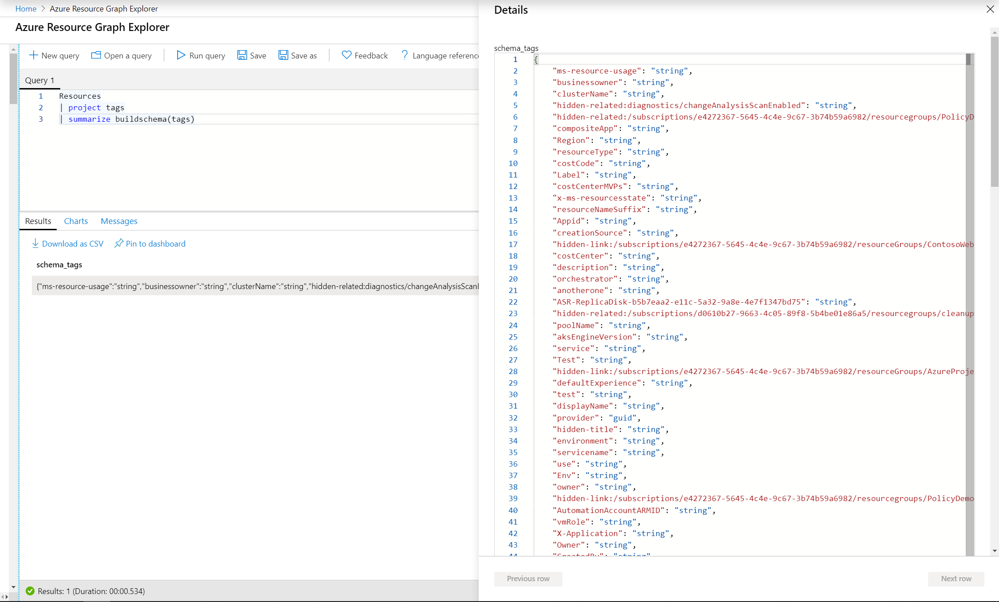 Home > Azure Resource Graph Explorer
Azure Resource Graph Explorer
New query Open a query Run query Save Save as Feedback ? Language reference
Query 1
1 Resources
2 | project tags
3 | summarize buildschema(tags)
Results Charts Messages
Download as CSV Pin to dashboard
schema_tags
{"ms-resource-usage":"string","businessowner":"string","clusterName":"string","hidden-related:diagnostics/changeAnalysisScanE
Results: 1 (Duration: 00:00.534)
Details
schema_tags
1 {
2 "ms-resource-usage": "string",
3 "businessowner": "string",
4 "clusterName": "string",
5 "hidden-related:diagnostics/changeAnalysisScanEnabled": "string",
6 "hidden-related:/subscriptions/e4272367-5645-4c4e-9c67-3b74b59a6982/resourcegroups/PolicyD
7 "compositeApp": "string",
8 "Region": "string",
9 "resourceType": "string",
10 "costCode": "string",
11 "Label": "string",
12 "costCenterMVPs": "string",
13 "x-ms-resourcesstate": "string",
14 "resourceNameSuffix": "string",
15 "Appid": "string",
16 "creationSource": "string",
17 "hidden-link:/subscriptions/e4272367-5645-4c4e-9c67-3b74b59a6982/resourceGroups/ContosoWeb
18 "costCenter": "string",
19 "description": "string",
20 "orchestrator": "string",
21 "anotherone": "string",
22 "ASR-ReplicaDisk-b5b7eaa2-e11c-5a32-9a8e-4e7f1347bd75": "string",
23 "hidden-related:/subscriptions/d0610b27-9663-4c05-89f8-5b4be01e86a5/resourcegroups/cleanup
24 "poolName": "string",
25 "aksEngineVersion": "string",
26 "service": "string",
27 "Test": "string",
28 "hidden-link:/subscriptions/e4272367-5645-4c4e-9c67-3b74b59a6982/resourceGroups/AzureProje
29 "defaultExperience": "string",
30 "test": "string",
31 "displayName": "string",
32 "provider": "guid",
33 "hidden-title": "string",
34 "environment": "string",
35 "servicename": "string",
36 "use": "string",
37 "Env": "string",
38 "owner": "string",
39 "hidden-link:/subscriptions/e4272367-5645-4c4e-9c67-3b74b59a6982/resourcegroups/PolicyDemo
40 "AutomationAccountARMID": "string",
41 "vmRole": "string",
42 "X-Application": "string",
43 "Owner": "string",
44 "CreatedBy": "string"
Previous row Next row